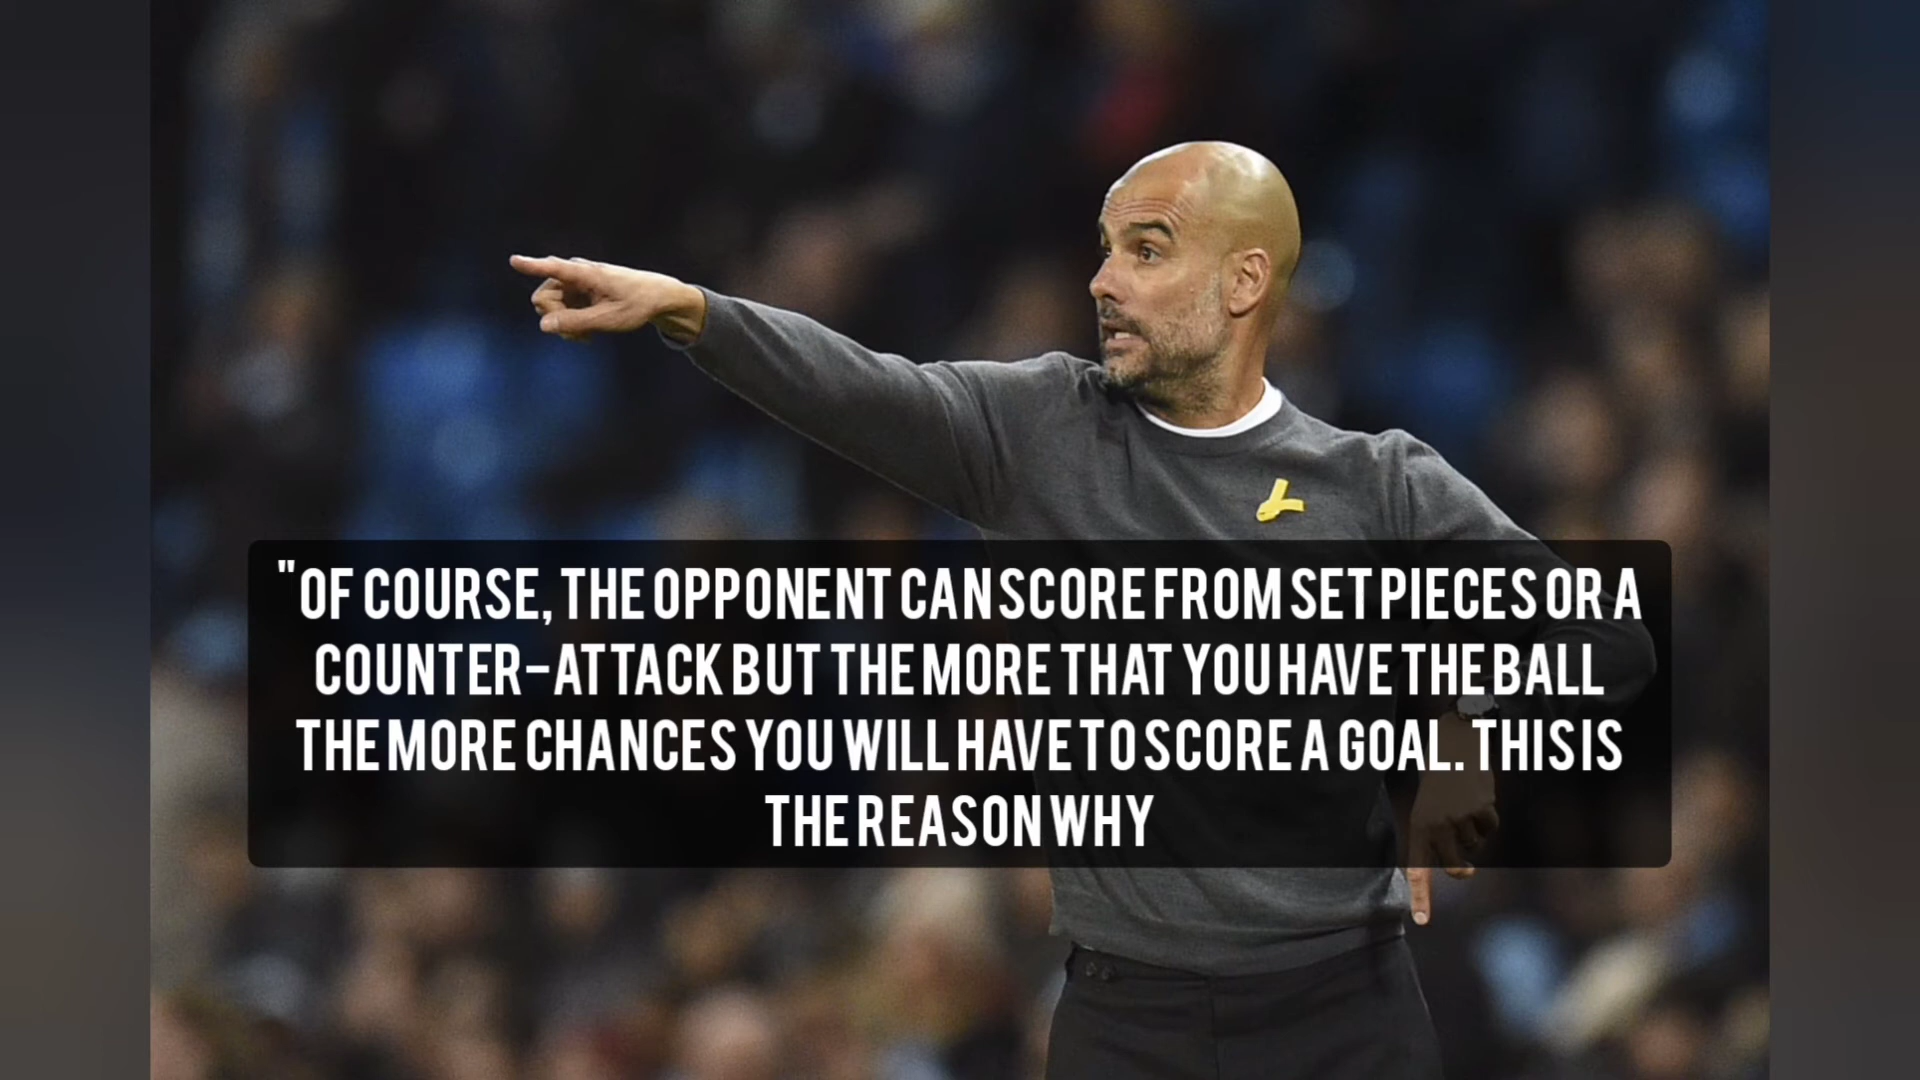 "OF COURSE, THE OPPONENT CAN SCORE FROM SET PIECES OR A
COUNTER-ATTACK BUT THE MORE THAT YOU HAVE THE BALL
THE MORE CHANCES YOU WILL HAVE TO SCORE A GOAL. THIS IS
THE REASON WHY